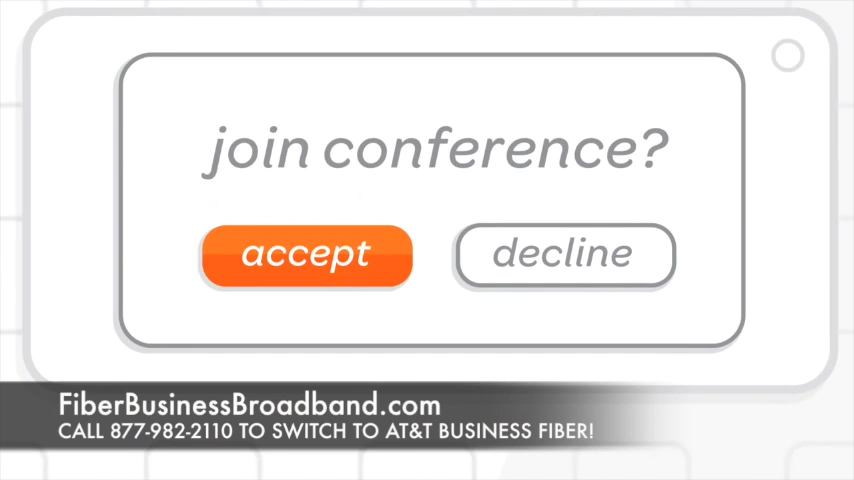 join conference?
accept
decline
FiberBusinessBroadband.com
CALL 877-982-2110 TO SWITCH TO AT&T BUSINESS FIBER!